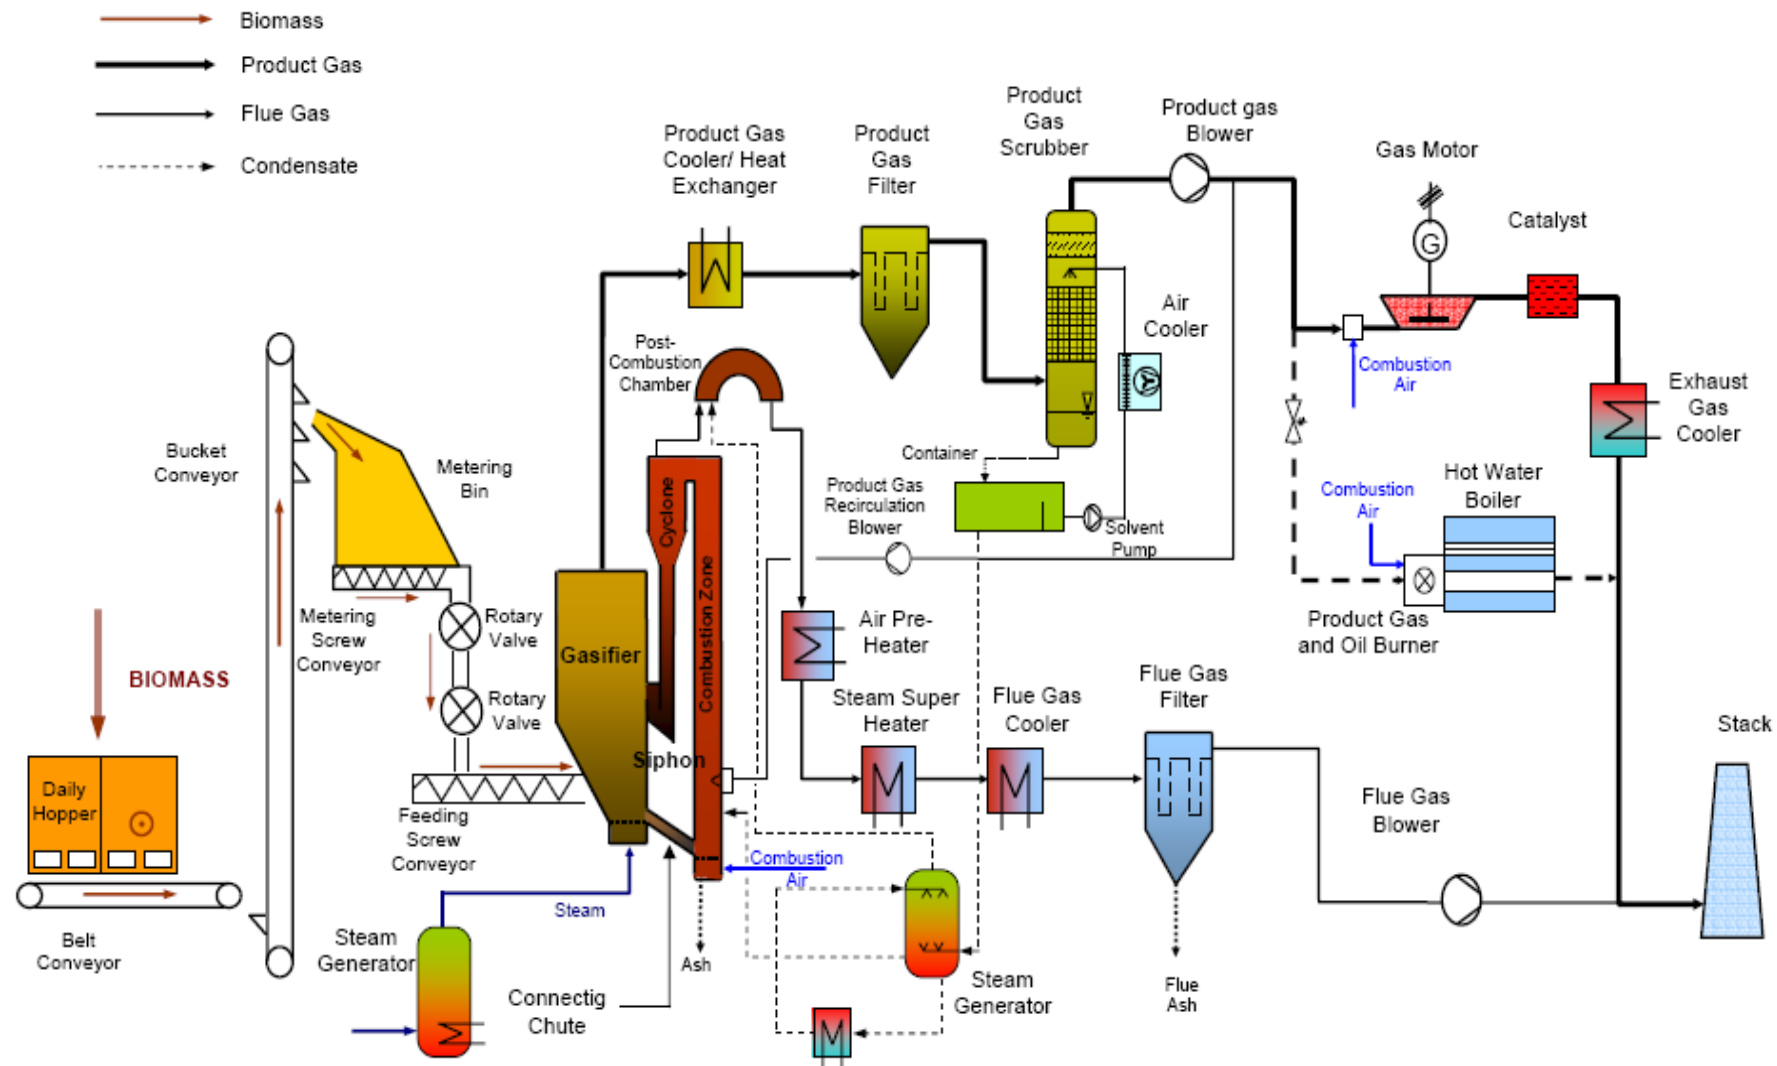 Biomass
Product Gas
Flue Gas
Condensate
Product Gas
Cooler/ Heat
Exchanger
Product
Gas
Filter
Product
Gas
Scrubber
Product gas
Blower
Gas Motor
G
Catalyst
Air
Cooler
Combustion
Air
Exhaust
Gas
Cooler
Post-
Combustion
Chamber
Bucket
Conveyor
Metering
Bin
Cyclone
Combustion Zone
Container
Product Gas
Recirculation
Blower
Solvent
Pump
Combustion
Air
Hot Water
Boiler
Product Gas
and Oil Burner
Metering
Screw
Conveyor
Rotary
Valve
Rotary
Valve
Gasifier
Siphon
Air Pre-
Heater
Steam Super
Heater
Flue Gas
Cooler
Flue Gas
Filter
Stack
BIOMASS
Daily
Hopper
Feeding
Screw
Conveyor
Combustion
Air
Flue Gas
Blower
Steam
Belt
Conveyor
Steam
Generator
Ash
Connectig
Chute
Steam
Generator
Flue
Ash